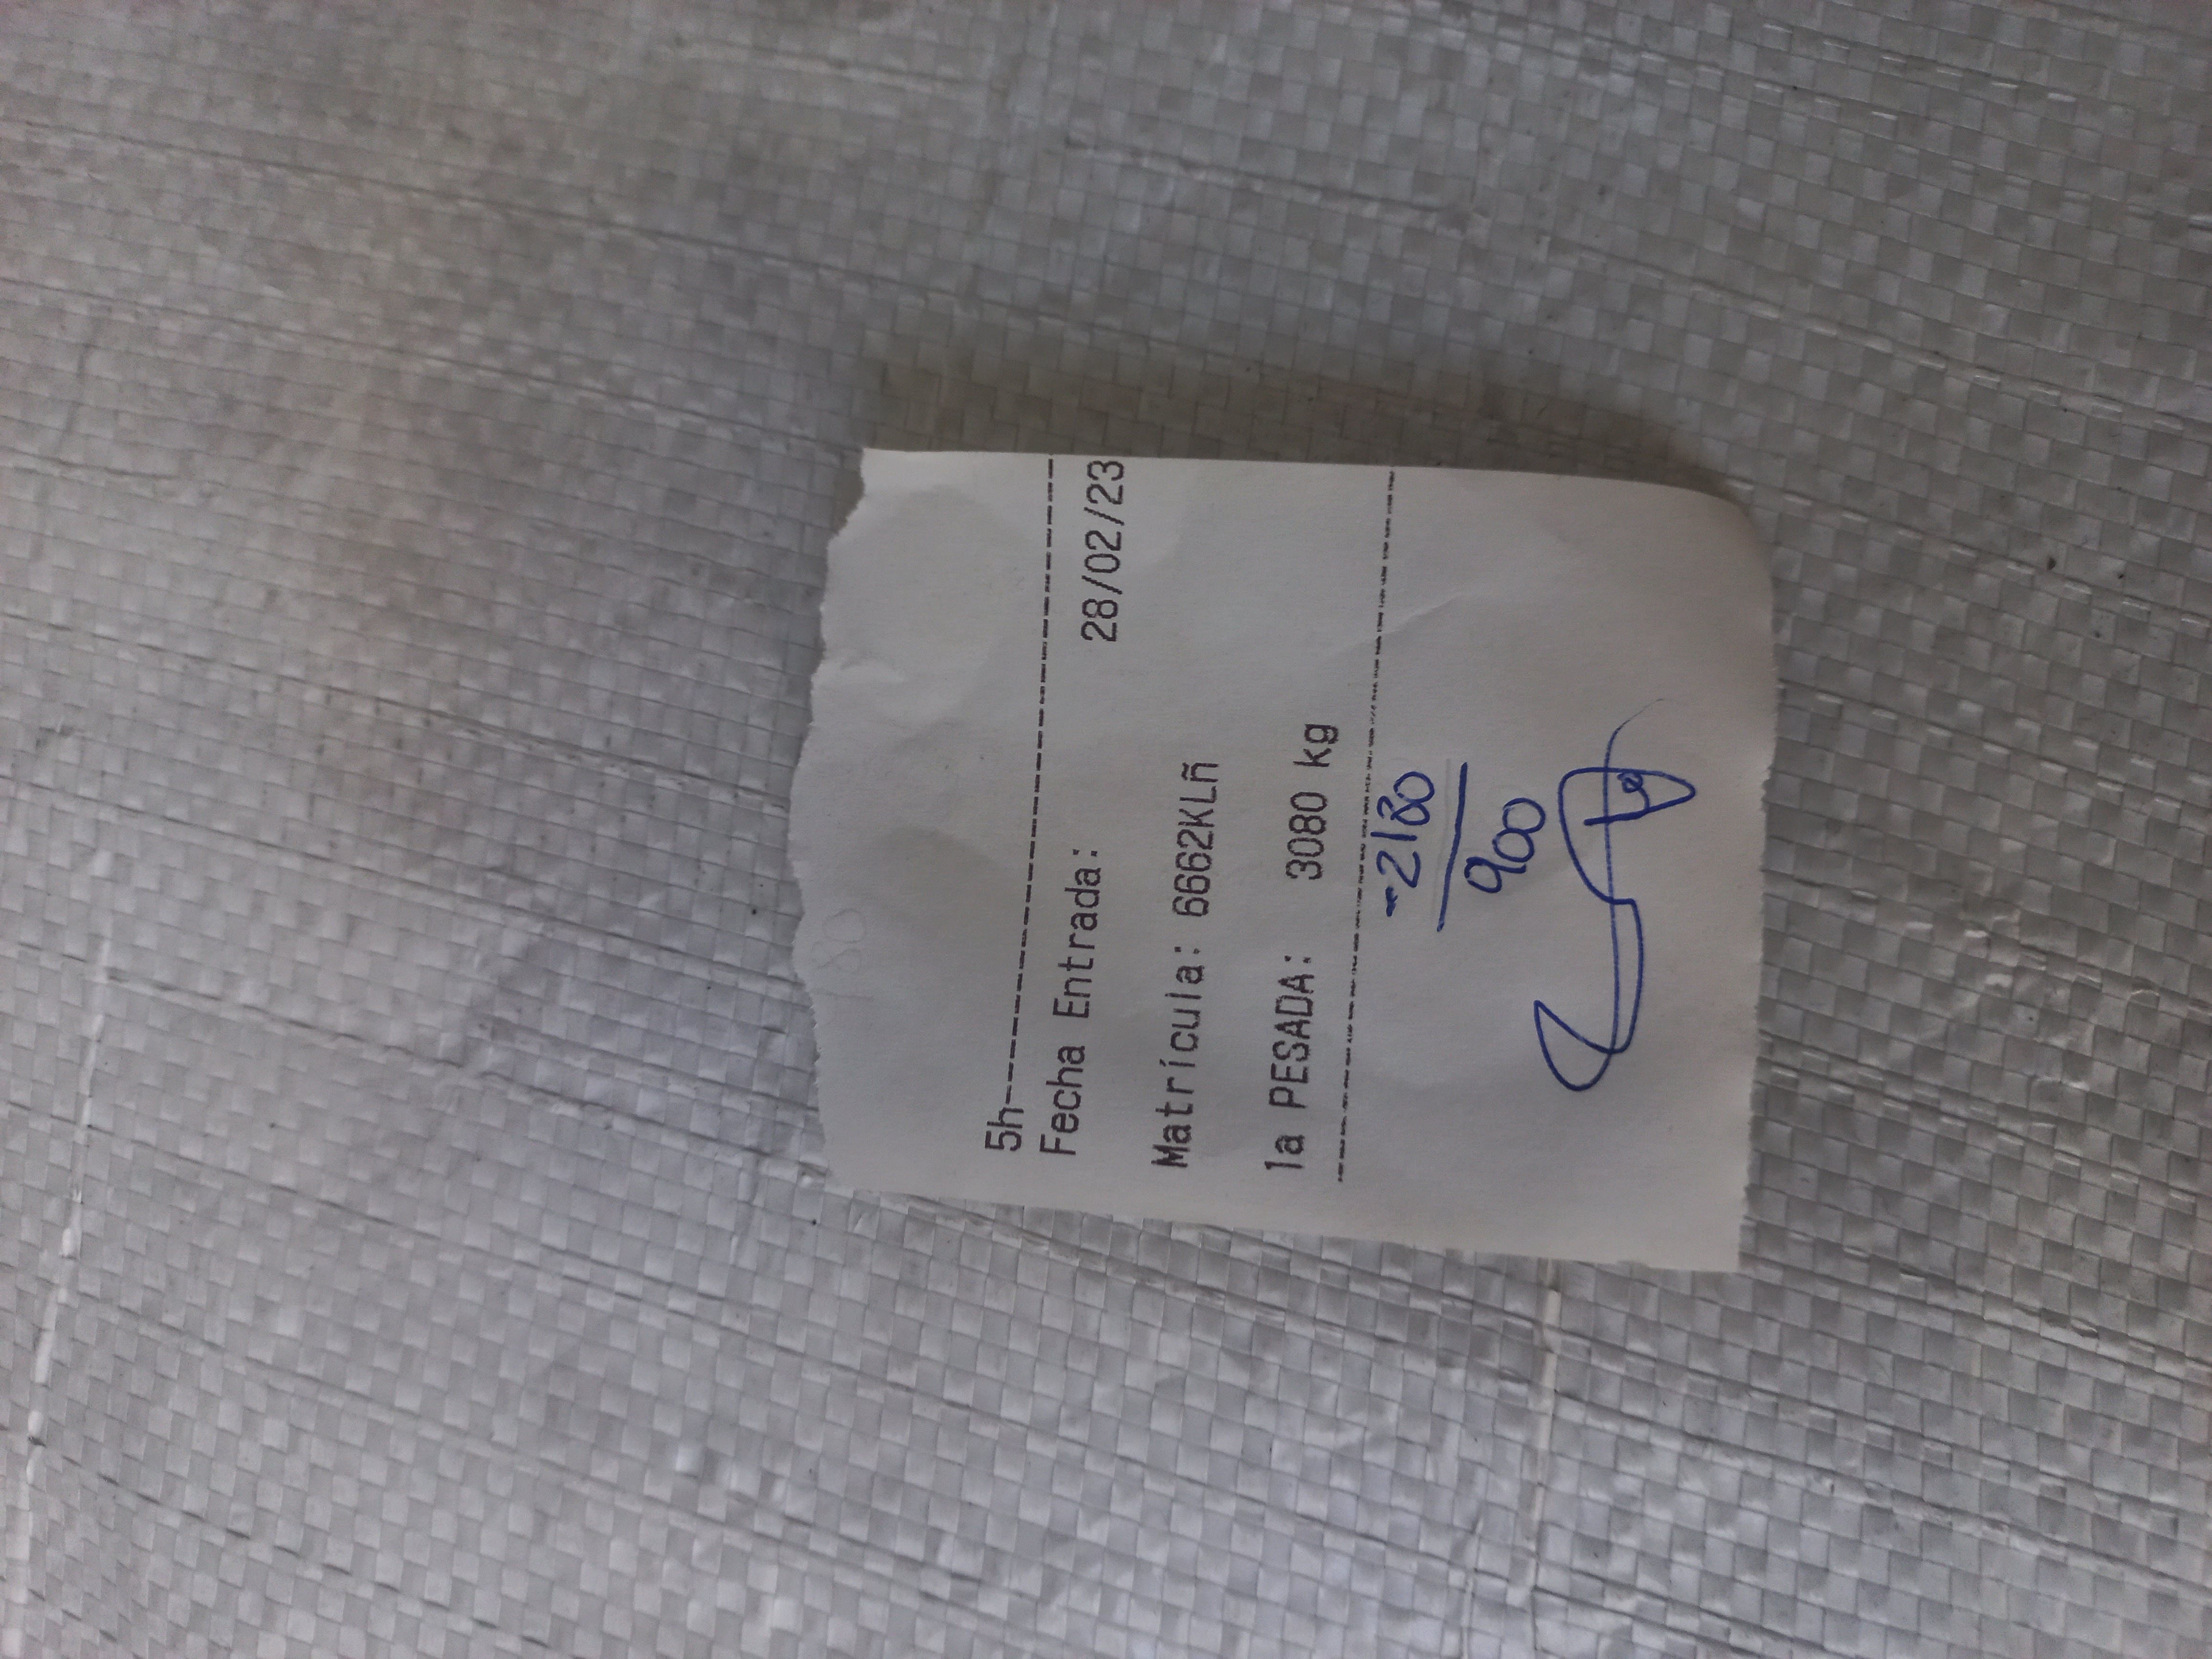 5h------------------------------
Fecha Entrada: 28/02/23
Matrícula: 6662KLñ
1a PESADA: 3080 kg
--------------------------------
-2180
900